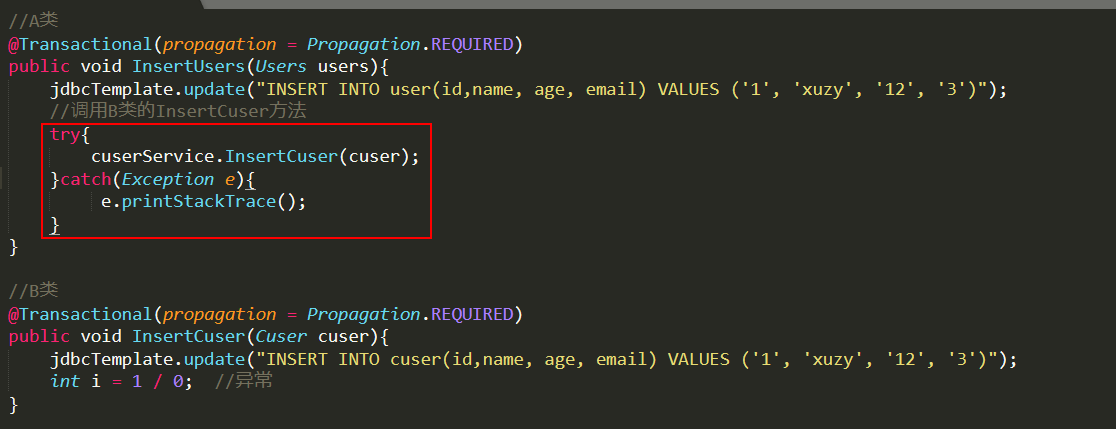 //A类
@Transactional(propagation = Propagation.REQUIRED)
public void InsertUsers(Users users){
    jdbcTemplate.update("INSERT INTO user(id,name, age, email) VALUES ('1', 'xuzy', '12', '3')");
    //调用B类的InsertCuser方法
    try{
        cuserService.InsertCuser(cuser);
    }catch(Exception e){
         e.printStackTrace();
    }
}

//B类
@Transactional(propagation = Propagation.REQUIRED)
public void InsertCuser(Cuser cuser){
    jdbcTemplate.update("INSERT INTO cuser(id,name, age, email) VALUES ('1', 'xuzy', '12', '3')");
    int i = 1 / 0;  //异常
}